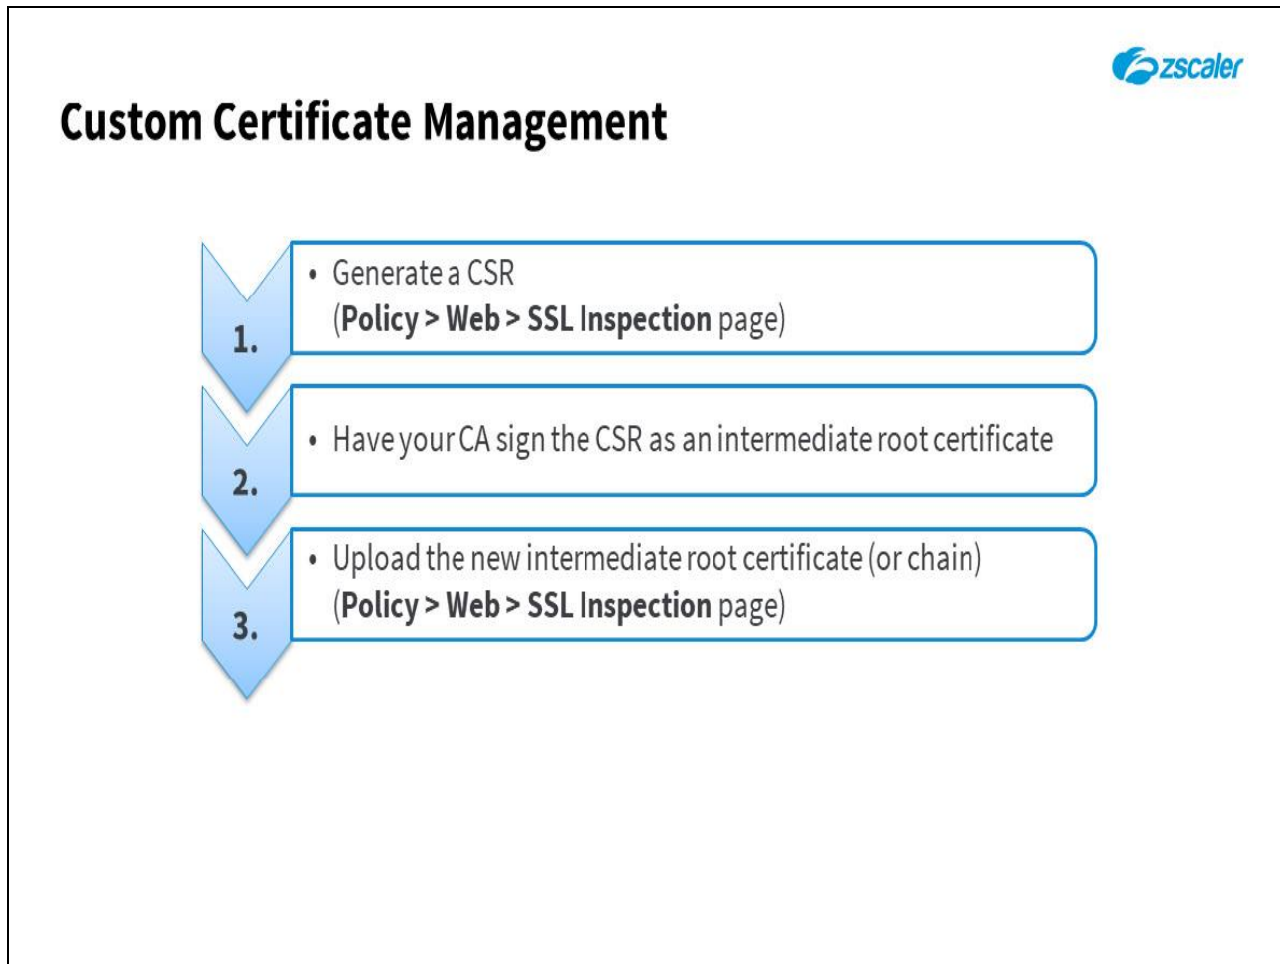 zscaler
Custom Certificate Management
1.
• Generate a CSR
(Policy > Web > SSL Inspection page)
2.
• Have your CA sign the CSR as an intermediate root certificate
3.
• Upload the new intermediate root certificate (or chain)
(Policy > Web > SSL Inspection page)